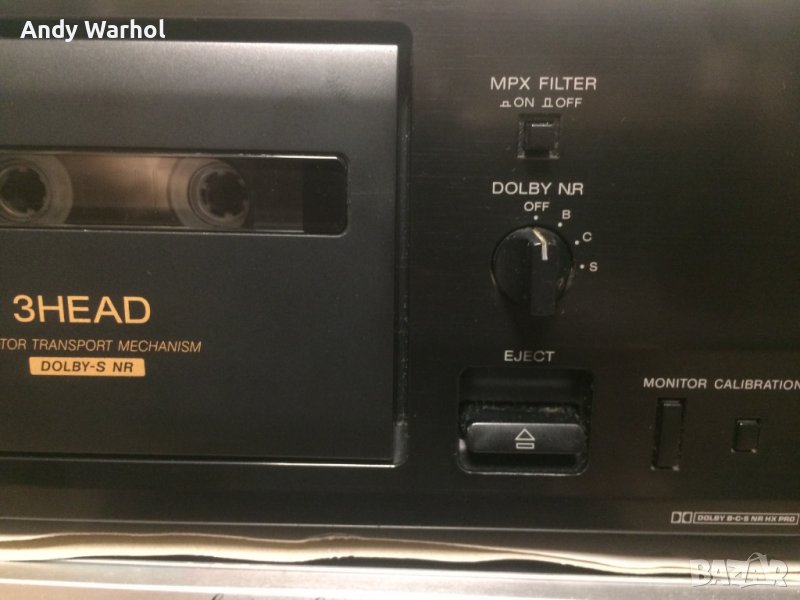 Andy Warhol
MPX FILTER
ON OFF
DOLBY NR
OFF
B
C
S
3HEAD
TOR TRANSPORT MECHANISM
DOLBY-S NR
EJECT
MONITOR CALIBRATION
DOLBY B-C-S NR HX PRO
BAZAR